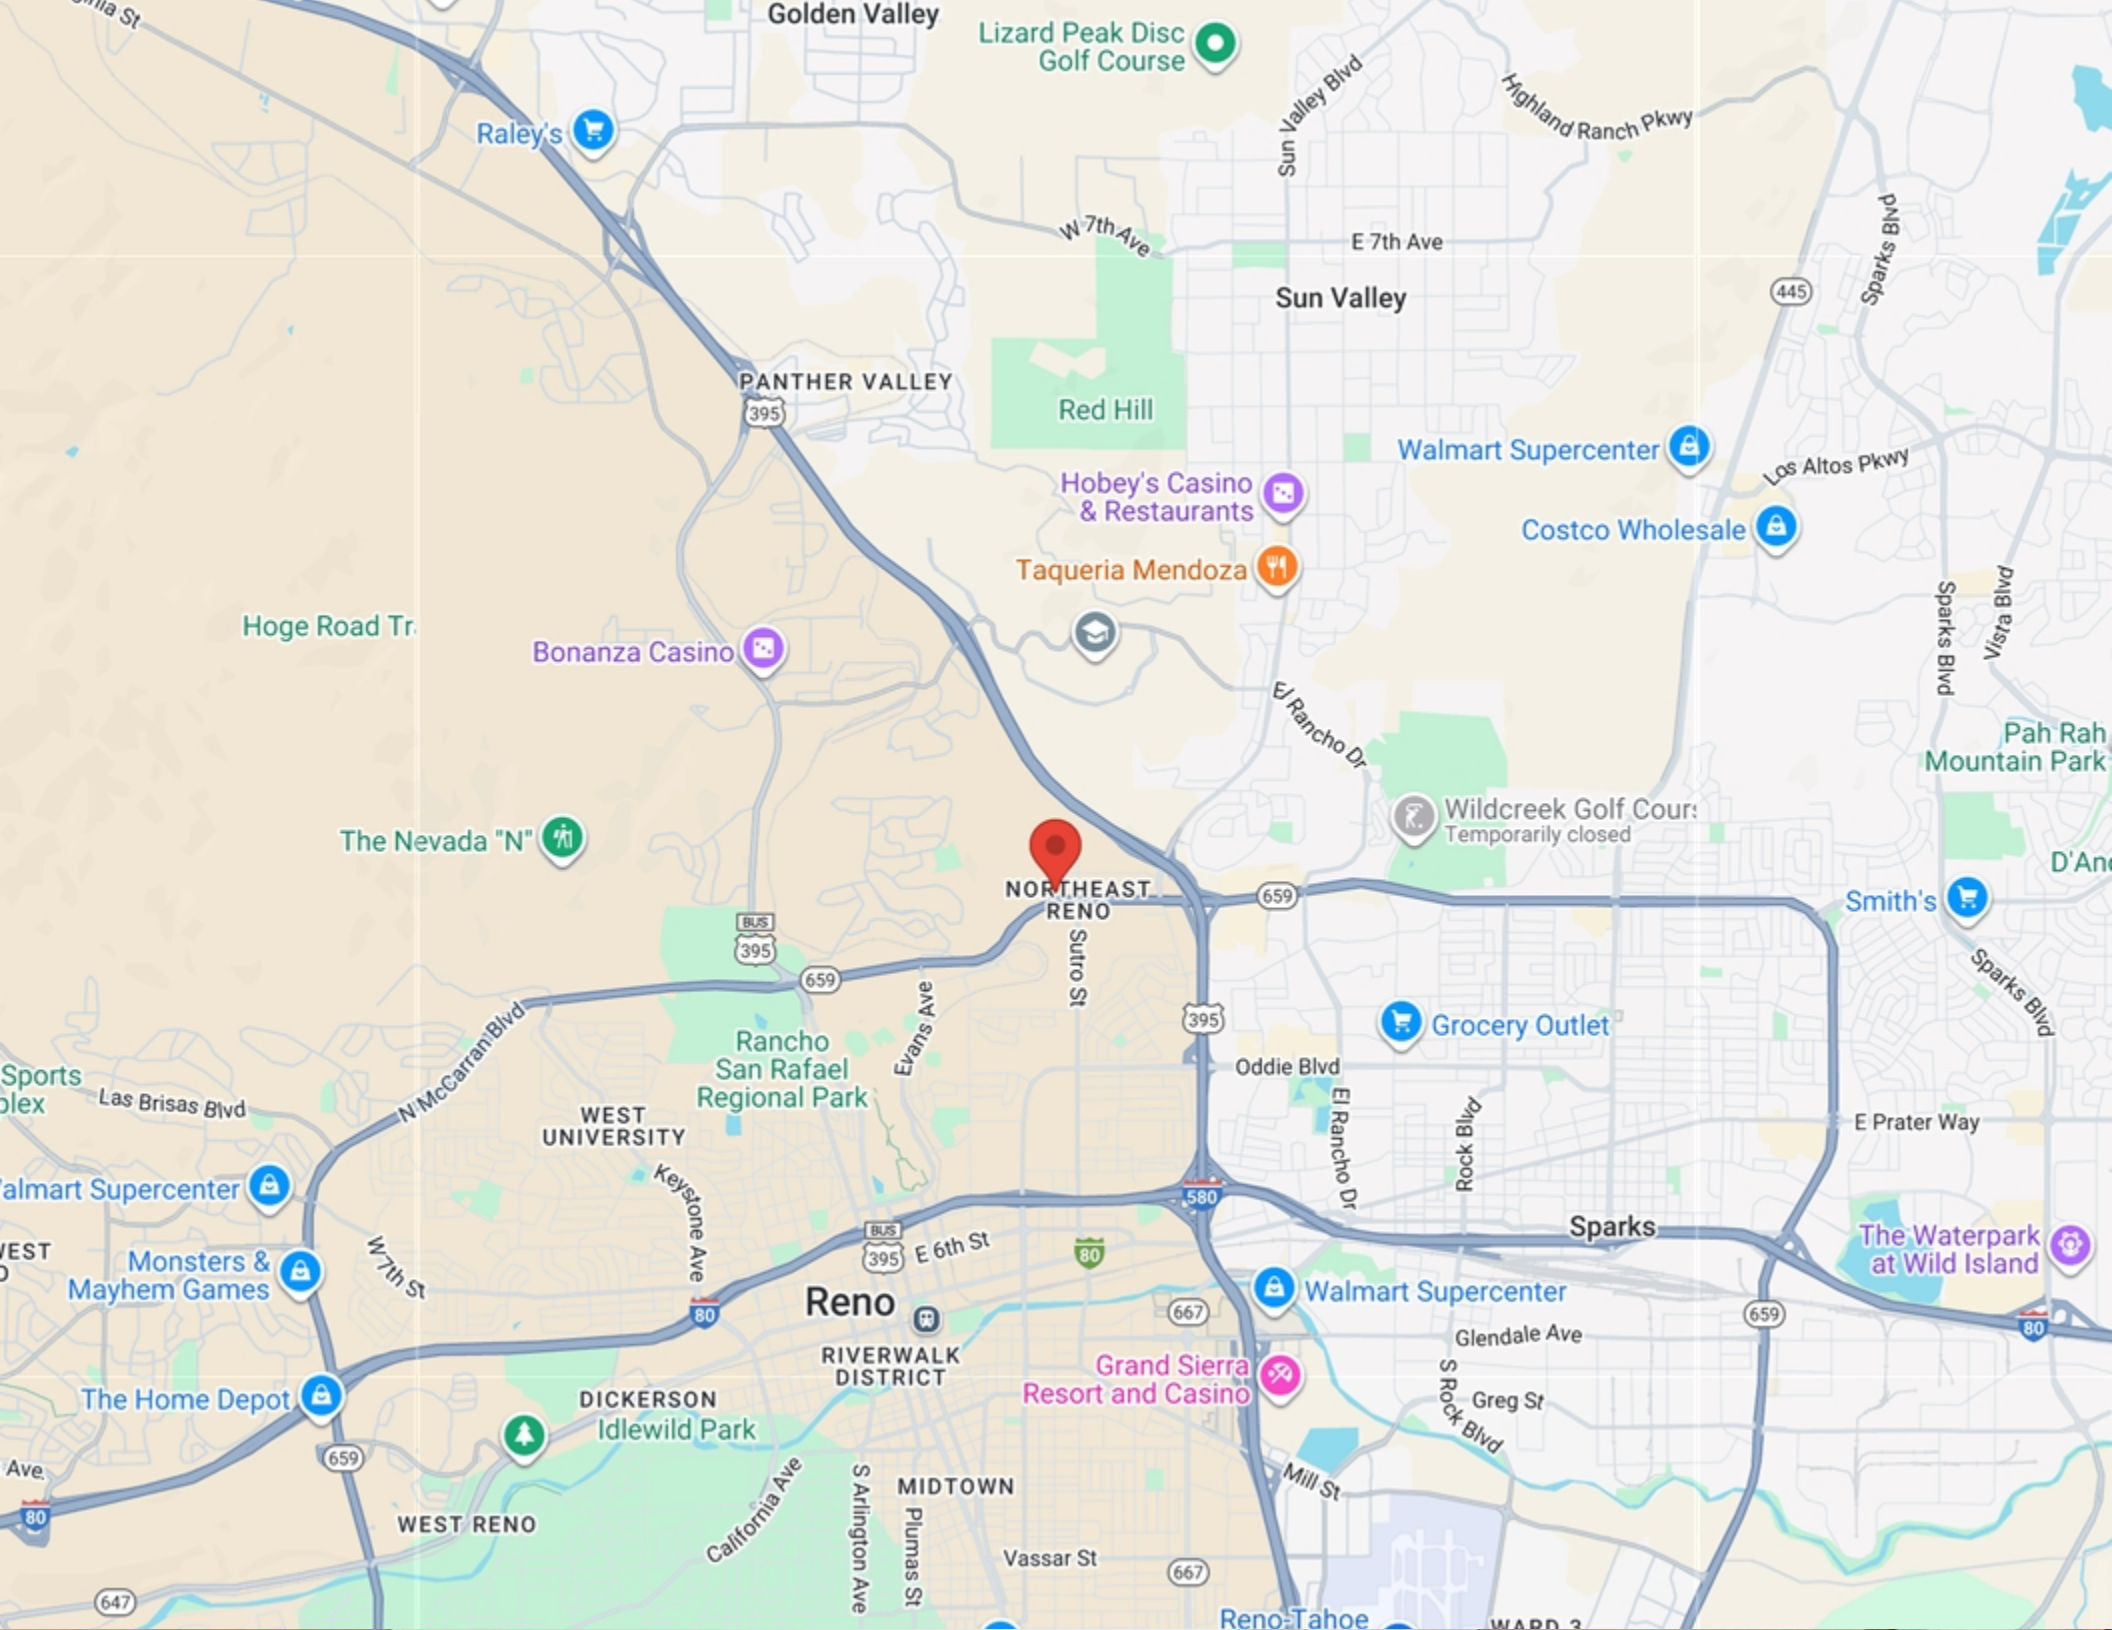 Golden Valley
Lizard Peak Disc
Golf Course
Sun Valley Blvd
Highland Ranch Pkwy
Raley's
W 7th Ave
E 7th Ave
Sparks Blvd
Sun Valley
445
PANTHER VALLEY
395
Red Hill
Walmart Supercenter
Los Altos Pkwy
Hobey's Casino
& Restaurants
Costco Wholesale
Taqueria Mendoza
Sparks Blvd
Vista Blvd
Hoge Road Tr
Bonanza Casino
El Rancho Dr
Pah Rah
Mountain Park
The Nevada "N"
Wildcreek Golf Cours
Temporarily closed
D'An
NORTHEAST
RENO
659
Smith's
BUS
395
Sutro St
659
Sparks Blvd
Evans Ave
N McCarran Blvd
395
Grocery Outlet
Rancho
San Rafael
Regional Park
Oddie Blvd
Sports
plex
Las Brisas Blvd
El Rancho Dr
Rock Blvd
E Prater Way
WEST
UNIVERSITY
Keystone Ave
almart Supercenter
580
Sparks
The Waterpark
at Wild Island
BUS
395
E 6th St
80
W 7th St
Monsters &
Mayhem Games
EST
Reno
80
667
Walmart Supercenter
659
80
Glendale Ave
RIVERWALK
DISTRICT
Grand Sierra
Resort and Casino
S Rock Blvd
Greg St
The Home Depot
DICKERSON
Idlewild Park
659
Ave
80
California Ave
S Arlington Ave
MIDTOWN
Mill St
Plumas St
WEST RENO
Vassar St
667
647
Reno-Tahoe
WARD 3